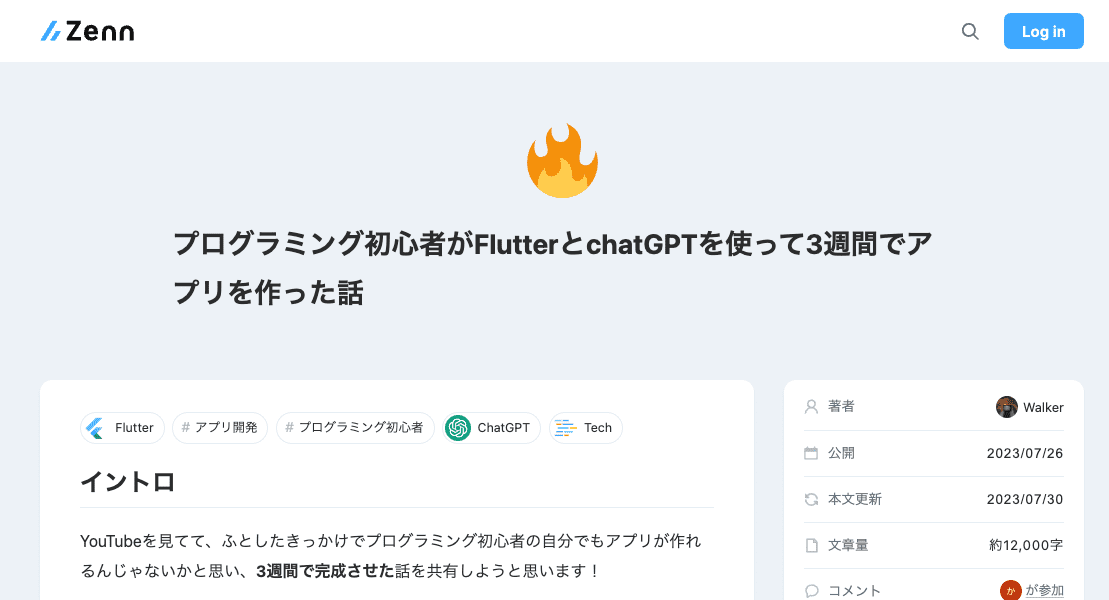 Zenn
Log in
プログラミング初心者がFlutterとchatGPTを使って3週間でア
プリを作った話
Flutter
# アプリ開発
# プログラミング初心者
ChatGPT
Tech
イントロ
YouTubeを見てて、ふとしたきっかけでプログラミング初心者の自分でもアプリが作れ
るんじゃないかと思い、3週間で完成させた話を共有しようと思います！
著者
Walker
公開
2023/07/26
本文更新
2023/07/30
文章量
約12,000字
コメント
か が参加